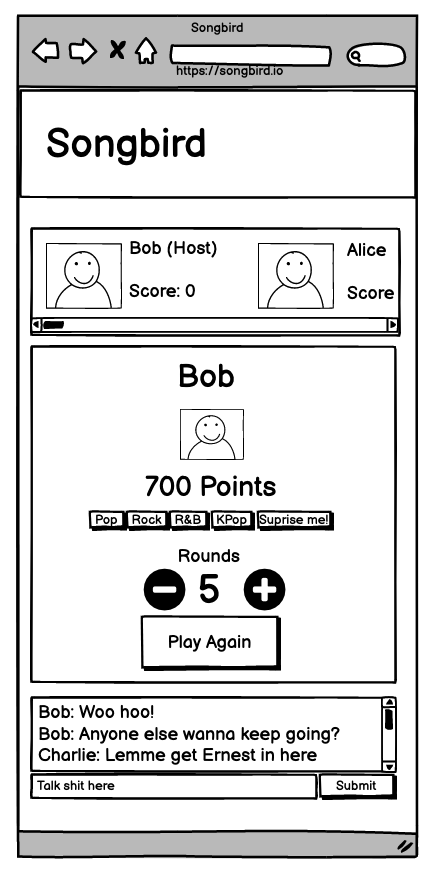 Songbird
https://songbird.io
Songbird
Bob (Host)
Score: 0
Alice
Score
Bob
700 Points
Pop Rock R&B KPop Suprise me!
Rounds
5
Play Again
Bob: Woo hoo!
Bob: Anyone else wanna keep going?
Charlie: Lemme get Ernest in here
Talk shit here Submit